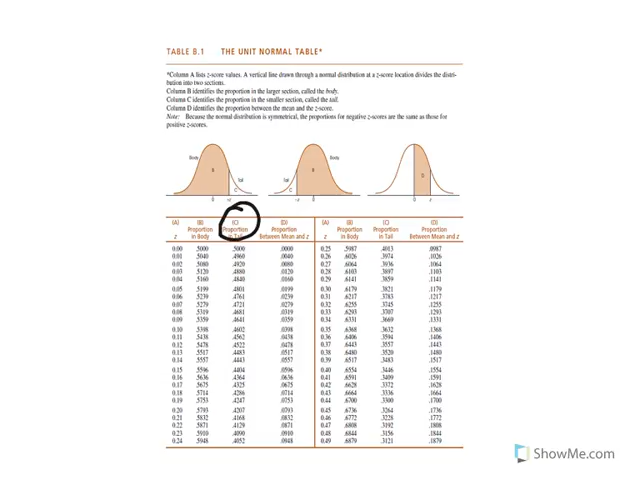 TABLE B.1 THE UNIT NORMAL TABLE*
*Column A lists z-score values. A vertical line drawn through a normal distribution at a z-score location divides the distri-
bution into two sections.
Column B identifies the proportion in the larger section, called the body.
Column C identifies the proportion in the smaller section, called the tail.
Column D identifies the proportion between the mean and the z-score.
Note: Because the normal distribution is symmetrical, the proportions for negative z-scores are the same as those for
positive z-scores.
Body B Tail C 0 +z
Body B Tail C -z 0
D 0 z
(A) (B) (C) (D) (A) (B) (C) (D)
Proportion Proportion Proportion Proportion Proportion Proportion
z in Body in Tail Between Mean and z z in Body in Tail Between Mean and z
0.00 .5000 .5000 .0000 0.25 .5987 .4013 .0987
0.01 .5040 .4960 .0040 0.26 .6026 .3974 .1026
0.02 .5080 .4920 .0080 0.27 .6064 .3936 .1064
0.03 .5120 .4880 .0120 0.28 .6103 .3897 .1103
0.04 .5160 .4840 .0160 0.29 .6141 .3859 .1141
0.05 .5199 .4801 .0199 0.30 .6179 .3821 .1179
0.06 .5239 .4761 .0239 0.31 .6217 .3783 .1217
0.07 .5279 .4721 .0279 0.32 .6255 .3745 .1255
0.08 .5319 .4681 .0319 0.33 .6293 .3707 .1293
0.09 .5359 .4641 .0359 0.34 .6331 .3669 .1331
0.10 .5398 .4602 .0398 0.35 .6368 .3632 .1368
0.11 .5438 .4562 .0438 0.36 .6406 .3594 .1406
0.12 .5478 .4522 .0478 0.37 .6443 .3557 .1443
0.13 .5517 .4483 .0517 0.38 .6480 .3520 .1480
0.14 .5557 .4443 .0557 0.39 .6517 .3483 .1517
0.15 .5596 .4404 .0596 0.40 .6554 .3446 .1554
0.16 .5636 .4364 .0636 0.41 .6591 .3409 .1591
0.17 .5675 .4325 .0675 0.42 .6628 .3372 .1628
0.18 .5714 .4286 .0714 0.43 .6664 .3336 .1664
0.19 .5753 .4247 .0753 0.44 .6700 .3300 .1700
0.20 .5793 .4207 .0793 0.45 .6736 .3264 .1736
0.21 .5832 .4168 .0832 0.46 .6772 .3228 .1772
0.22 .5871 .4129 .0871 0.47 .6808 .3192 .1808
0.23 .5910 .4090 .0910 0.48 .6844 .3156 .1844
0.24 .5948 .4052 .0948 0.49 .6879 .3121 .1879
ShowMe.com